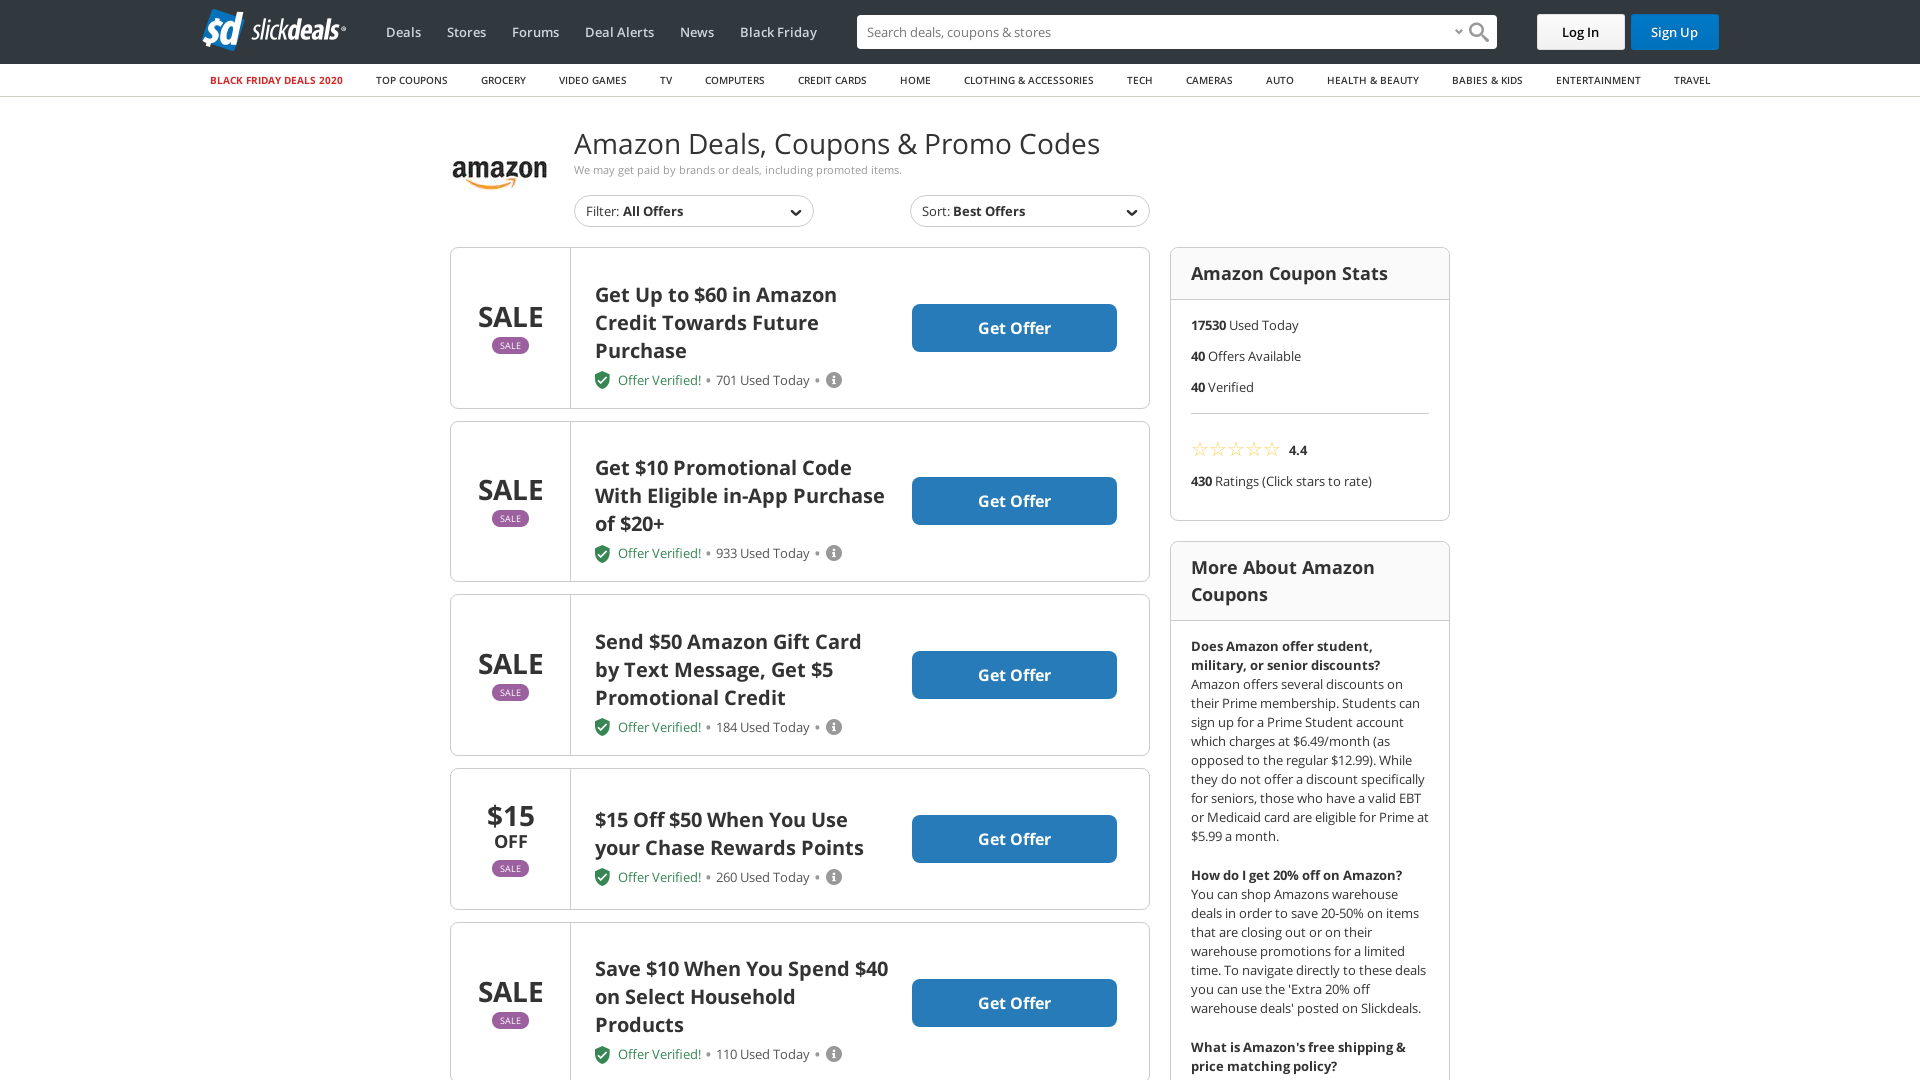 sd slickdeals
Deals
Stores
Forums
Deal Alerts
News
Black Friday
Search deals, coupons & stores
Log In
Sign Up
BLACK FRIDAY DEALS 2020
TOP COUPONS
GROCERY
VIDEO GAMES
TV
COMPUTERS
CREDIT CARDS
HOME
CLOTHING & ACCESSORIES
TECH
CAMERAS
AUTO
HEALTH & BEAUTY
BABIES & KIDS
ENTERTAINMENT
TRAVEL
amazon
Amazon Deals, Coupons & Promo Codes
We may get paid by brands or deals, including promoted items.
Filter: All Offers
Sort: Best Offers
SALE
SALE
Get Up to $60 in Amazon
Credit Towards Future
Purchase
Offer Verified! • 701 Used Today •
Get Offer
SALE
SALE
Get $10 Promotional Code
With Eligible in-App Purchase
of $20+
Offer Verified! • 933 Used Today •
Get Offer
SALE
SALE
Send $50 Amazon Gift Card
by Text Message, Get $5
Promotional Credit
Offer Verified! • 184 Used Today •
Get Offer
$15
OFF
SALE
$15 Off $50 When You Use
your Chase Rewards Points
Offer Verified! • 260 Used Today •
Get Offer
SALE
SALE
Save $10 When You Spend $40
on Select Household
Products
Offer Verified! • 110 Used Today •
Get Offer
Amazon Coupon Stats
17530 Used Today
40 Offers Available
40 Verified
4.4
430 Ratings (Click stars to rate)
More About Amazon
Coupons
Does Amazon offer student,
military, or senior discounts?
Amazon offers several discounts on
their Prime membership. Students can
sign up for a Prime Student account
which charges at $6.49/month (as
opposed to the regular $12.99). While
they do not offer a discount specifically
for seniors, those who have a valid EBT
or Medicaid card are eligible for Prime at
$5.99 a month.
How do I get 20% off on Amazon?
You can shop Amazons warehouse
deals in order to save 20-50% on items
that are closing out or on their
warehouse promotions for a limited
time. To navigate directly to these deals
you can use the 'Extra 20% off
warehouse deals' posted on Slickdeals.
What is Amazon's free shipping &
price matching policy?